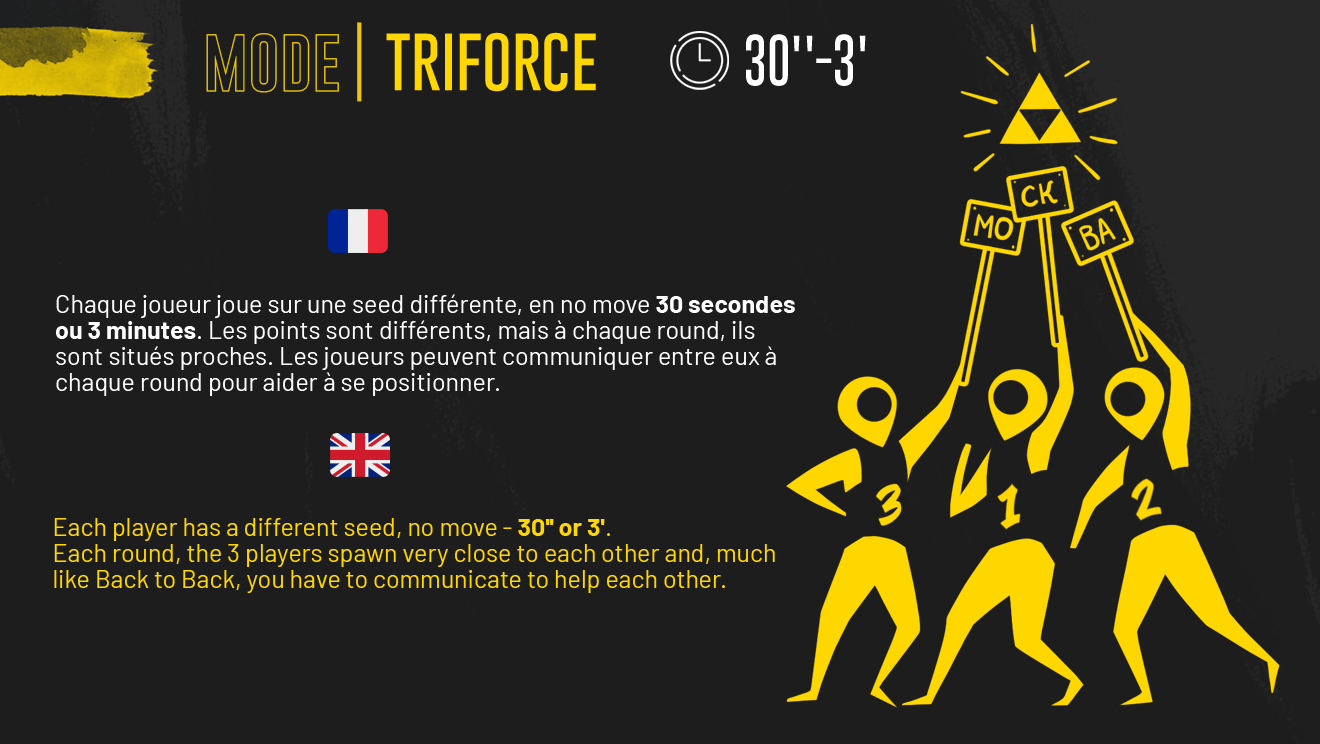 MODE | TRIFORCE
30''-3'
Chaque joueur joue sur une seed différente, en no move 30 secondes
ou 3 minutes. Les points sont différents, mais à chaque round, ils
sont situés proches. Les joueurs peuvent communiquer entre eux à
chaque round pour aider à se positionner.
Each player has a different seed, no move - 30" or 3'.
Each round, the 3 players spawn very close to each other and, much
like Back to Back, you have to communicate to help each other.
MO
CK
BA
3
1
2